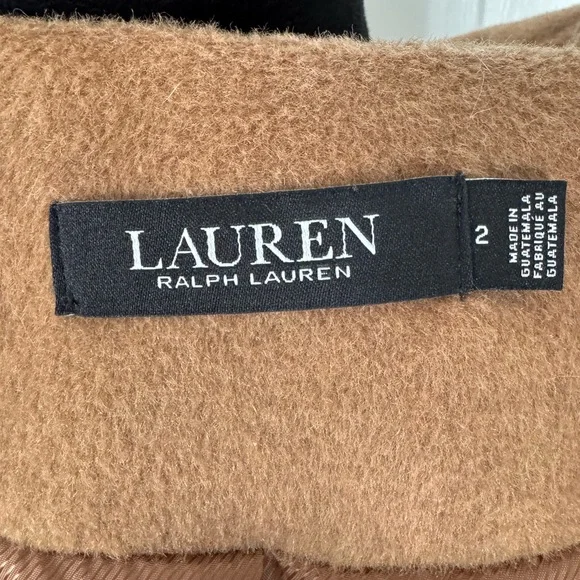 LAUREN
RALPH LAUREN
2
MADE IN
GUATEMALA
FABRIQUÉ AU
GUATEMALA